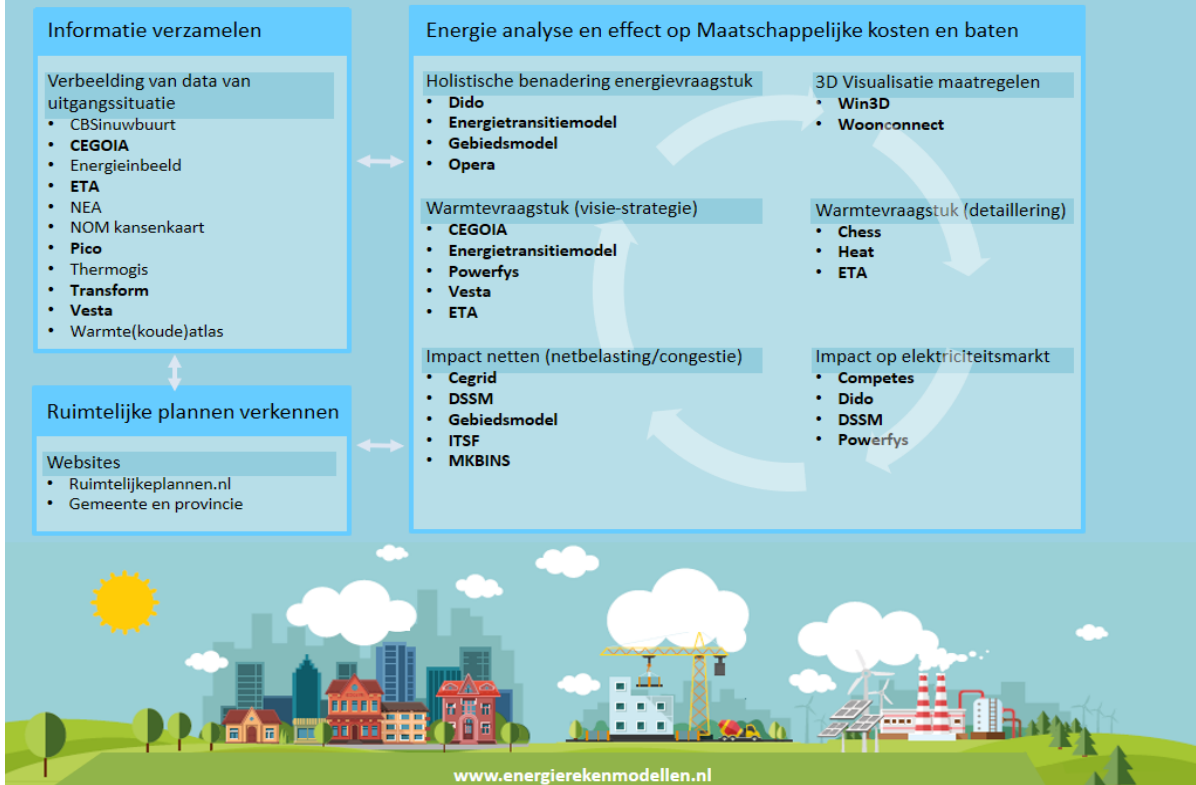 Informatie verzamelen
Verbeelding van data van
uitgangssituatie
• CBSinuwbuurt
• CEGOIA
• Energieinbeeld
• ETA
• NEA
• NOM kansenkaart
• Pico
• Thermogis
• Transform
• Vesta
• Warmte(koude)atlas
Ruimtelijke plannen verkennen
Websites
• Ruimtelijkeplannen.nl
• Gemeente en provincie
Energie analyse en effect op Maatschappelijke kosten en baten
Holistische benadering energievraagstuk
• Dido
• Energietransitiemodel
• Gebiedsmodel
• Opera
3D Visualisatie maatregelen
• Win3D
• Woonconnect
Warmtevraagstuk (visie-strategie)
• CEGOIA
• Energietransitiemodel
• Powerfys
• Vesta
• ETA
Warmtevraagstuk (detaillering)
• Chess
• Heat
• ETA
Impact netten (netbelasting/congestie)
• Cegrid
• DSSM
• Gebiedsmodel
• ITSF
• MKBINS
Impact op elektriciteitsmarkt
• Competes
• Dido
• DSSM
• Powerfys
www.energierekenmodellen.nl